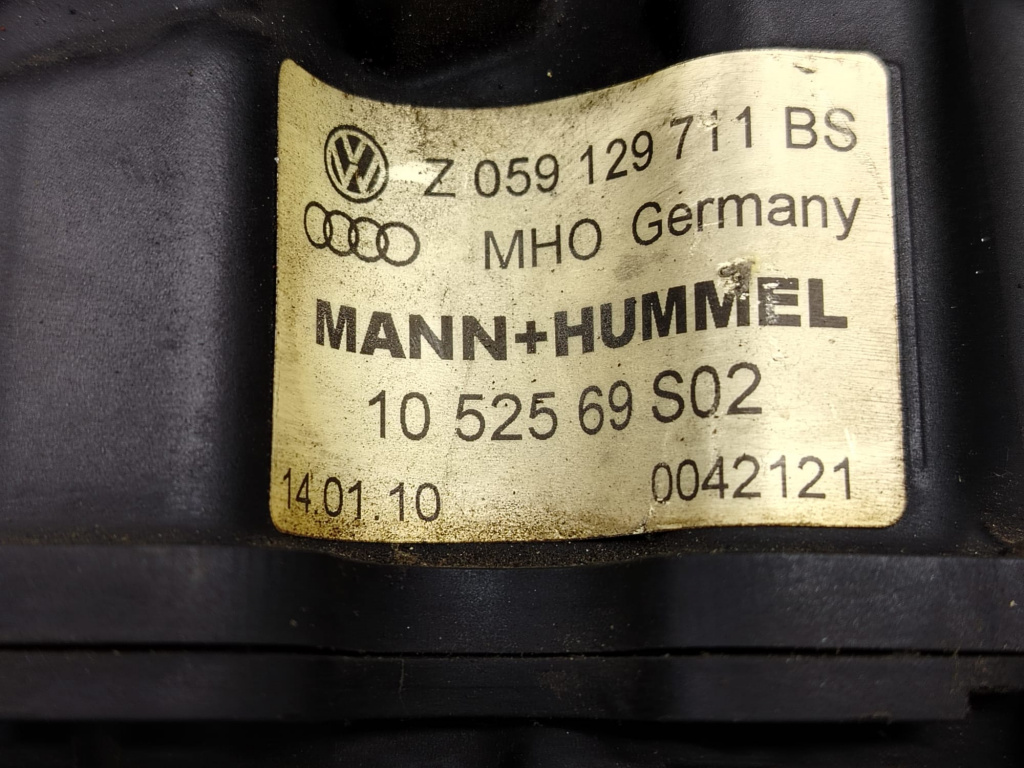 Z 059 129 711 BS
MHO Germany
MANN+HUMMEL
10 525 69 S02
14.01.10 0042121